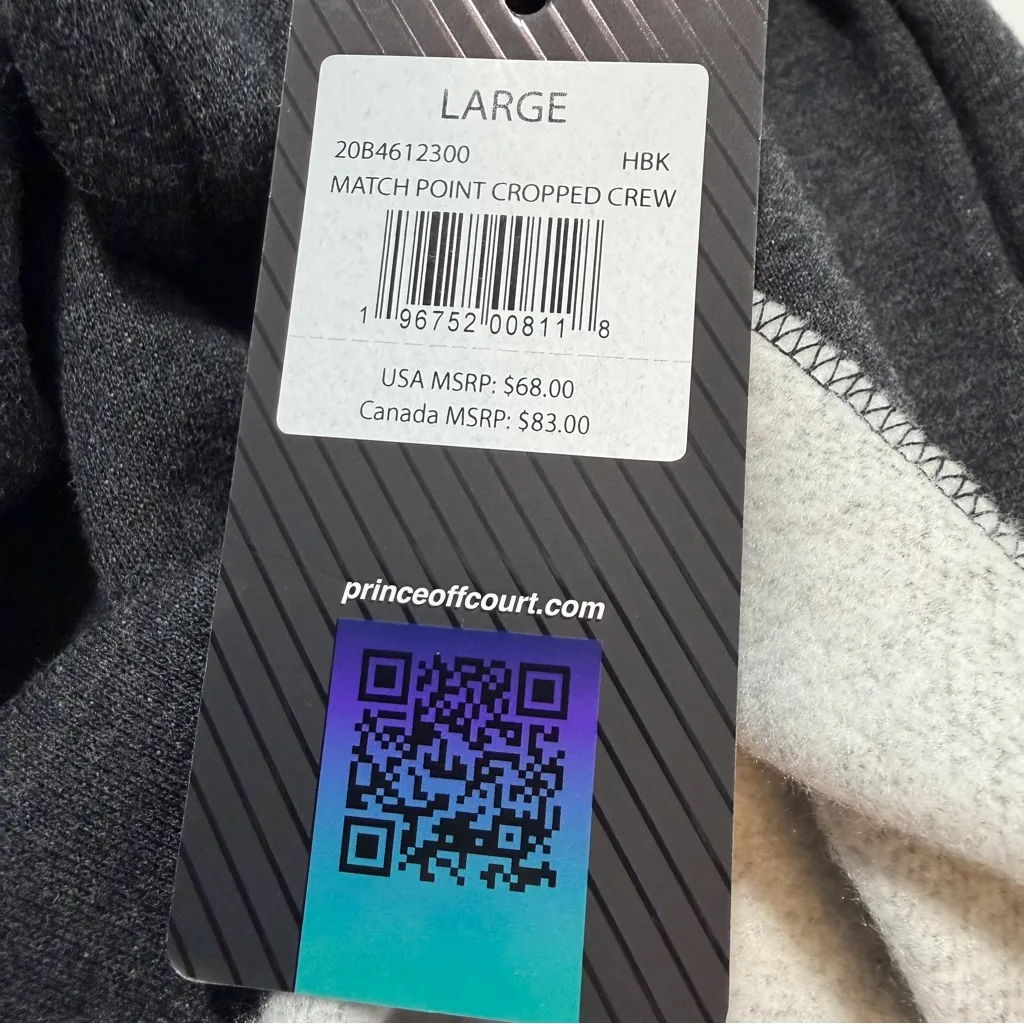 LARGE
20B4612300 HBK
MATCH POINT CROPPED CREW
1 96752 00811 8
USA MSRP: $68.00
Canada MSRP: $83.00
princeoffcourt.com